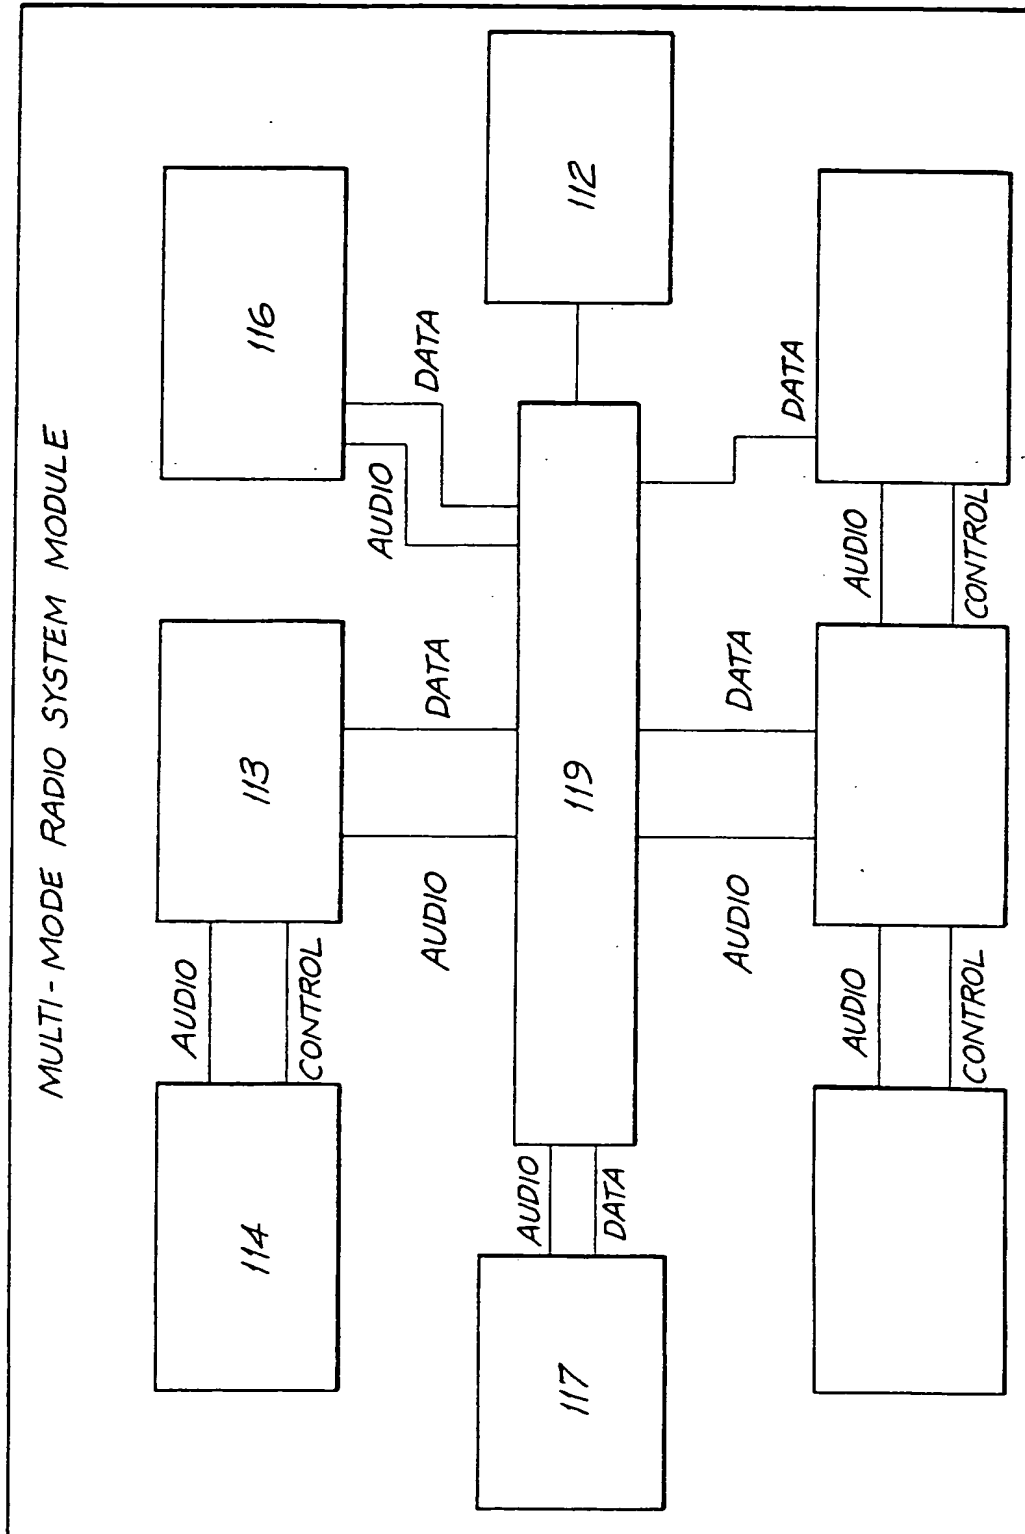 MULTI-MODE RADIO SYSTEM MODULE
AUDIO
114
113
116
CONTROL
AUDIO
AUDIO
DATA
DATA
AUDIO
117
119
112
DATA
AUDIO
DATA
DATA
AUDIO
AUDIO
CONTROL
CONTROL